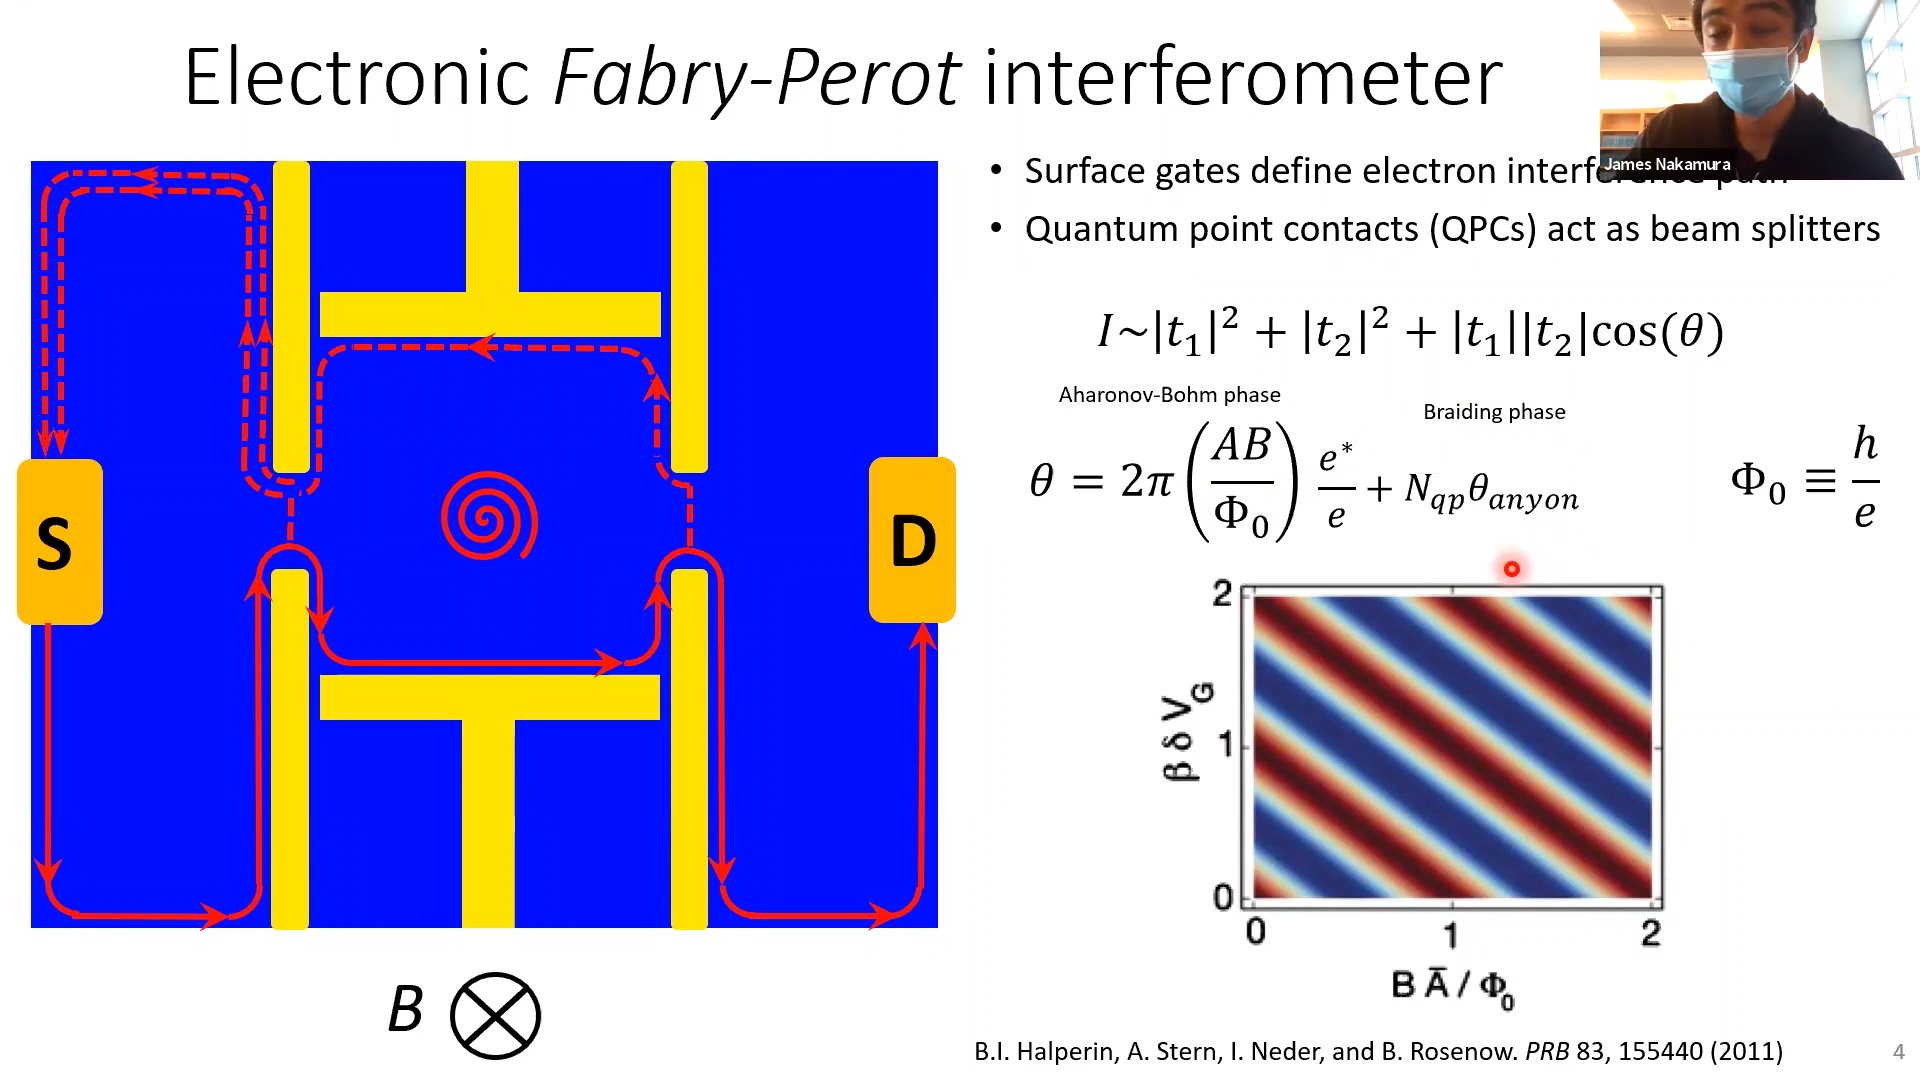 Electronic Fabry-Perot interferometer
James Nakamura
• Surface gates define electron interference path
• Quantum point contacts (QPCs) act as beam splitters
I~|t₁|² + |t₂|² + |t₁||t₂|cos(θ)
Aharonov-Bohm phase
Braiding phase
θ = 2π(AB/Φ₀) e*/e + N_qp θ_anyon
Φ₀ ≡ h/e
S
D
B
2
1
0
β δ V_G
0 1 2
B Ā / Φ₀
B.I. Halperin, A. Stern, I. Neder, and B. Rosenow. PRB 83, 155440 (2011)
4